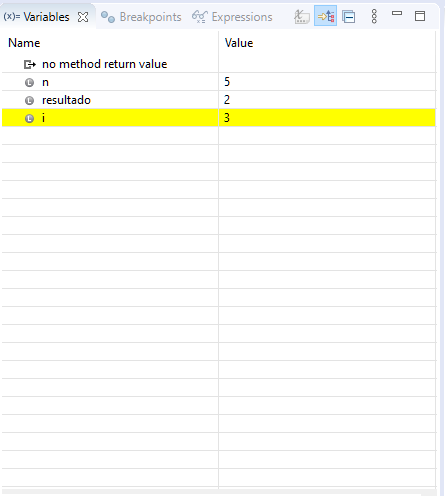 (x)= Variables Breakpoints Expressions
Name Value
no method return value
n 5
resultado 2
i 3